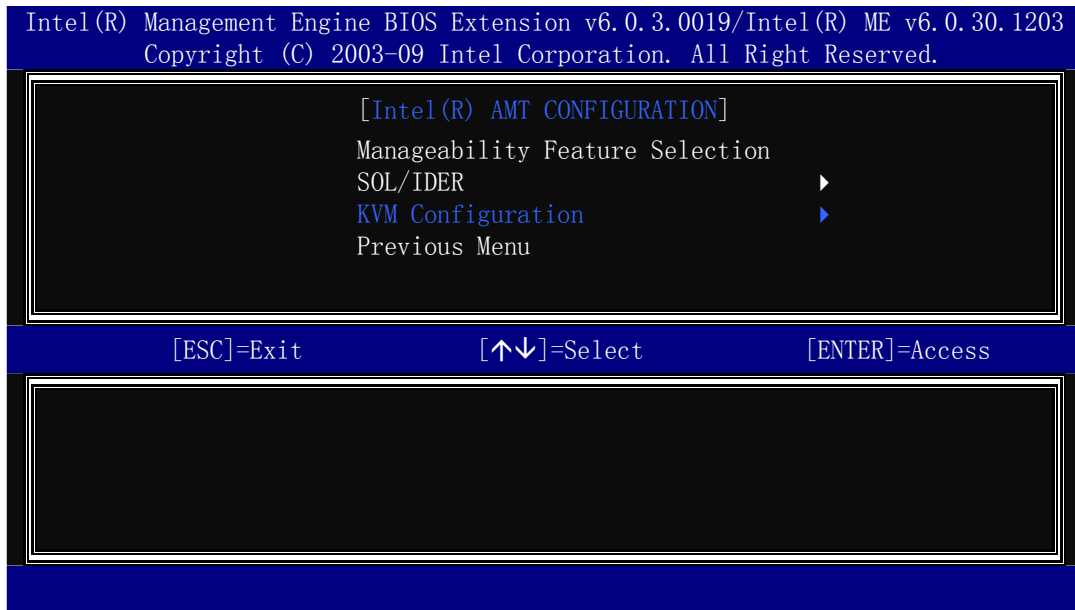 Intel(R) Management Engine BIOS Extension v6.0.3.0019/Intel(R) ME v6.0.30.1203
Copyright (C) 2003-09 Intel Corporation. All Right Reserved.
[Intel(R) AMT CONFIGURATION]
Manageability Feature Selection
SOL/IDER
KVM Configuration
Previous Menu
[ESC]=Exit [↑↓]=Select [ENTER]=Access